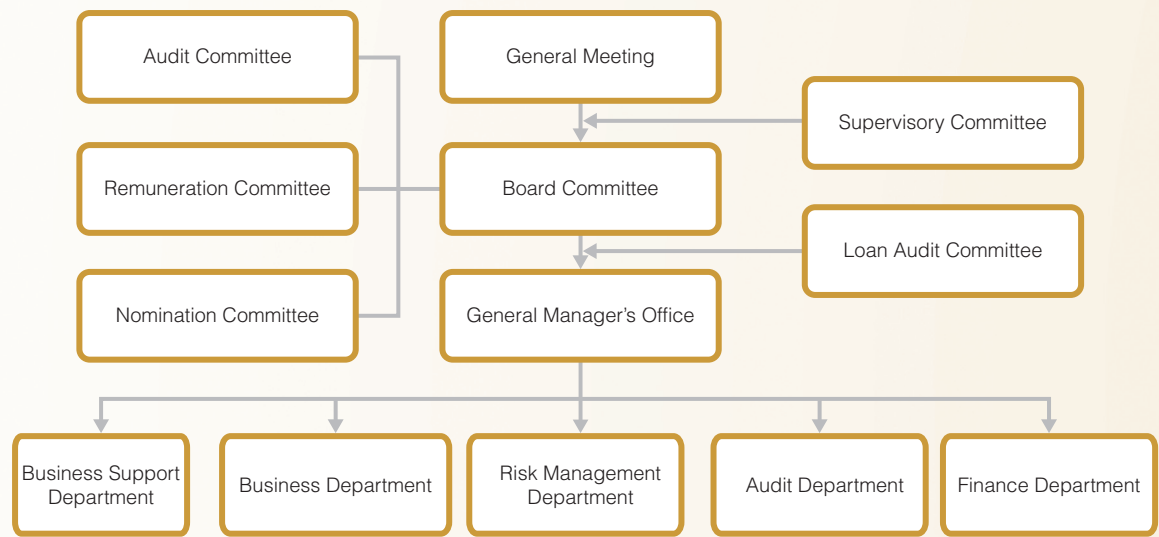 Audit Committee
General Meeting
Supervisory Committee
Remuneration Committee
Board Committee
Loan Audit Committee
Nomination Committee
General Manager’s Office
Business Support
Department
Business Department
Risk Management
Department
Audit Department
Finance Department